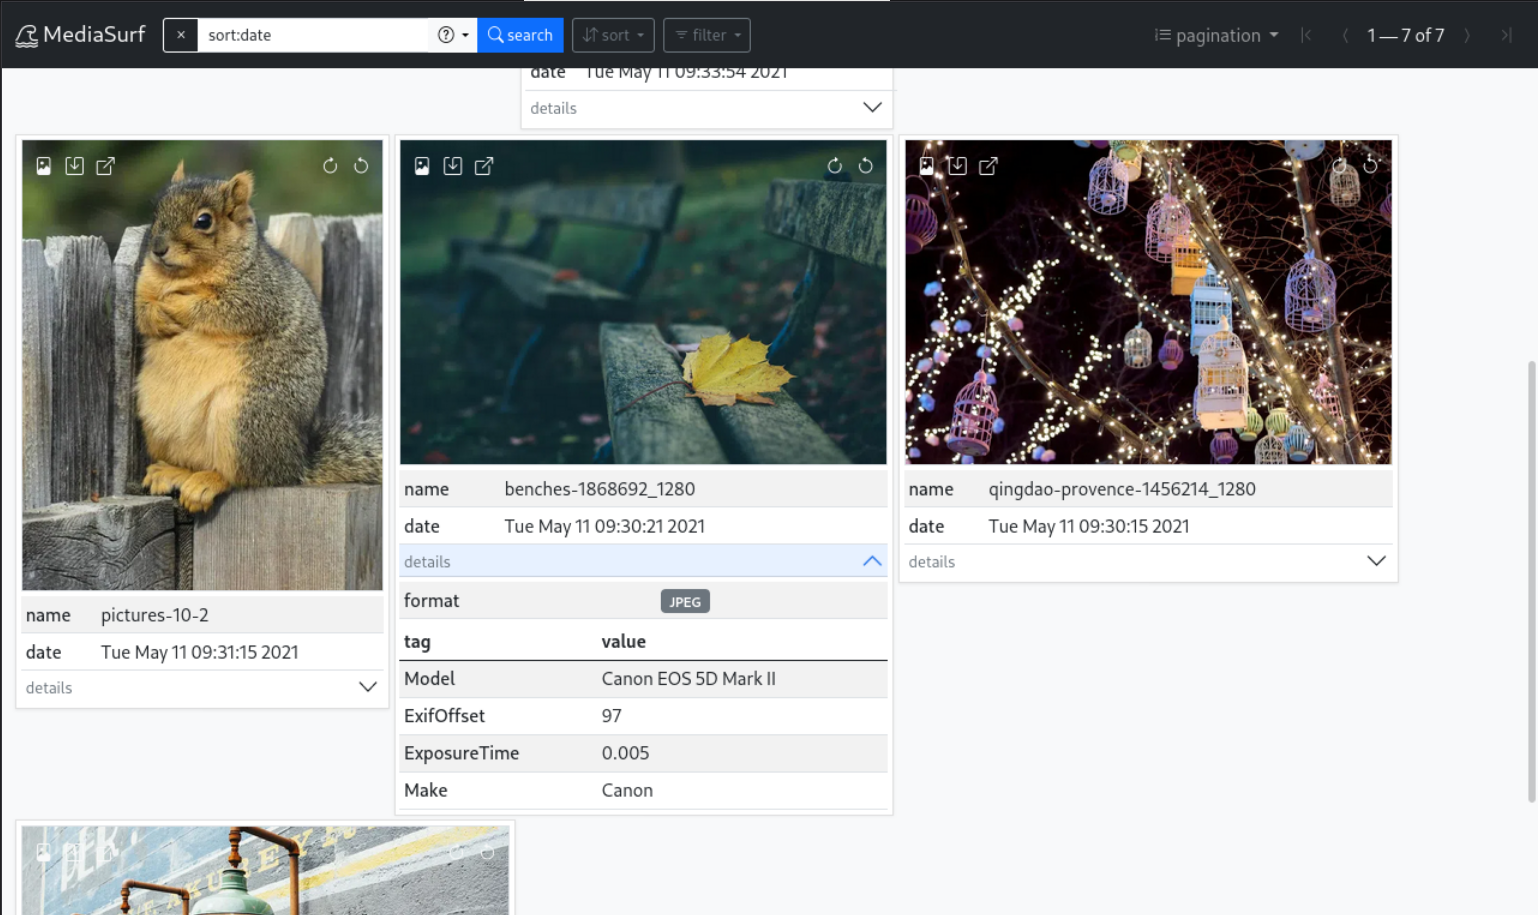 MediaSurf × sort:date search sort filter pagination 1 — 7 of 7
date Tue May 11 09:33:54 2021
details
name pictures-10-2
date Tue May 11 09:31:15 2021
details
name benches-1868692_1280
date Tue May 11 09:30:21 2021
details
format JPEG
tag value
Model Canon EOS 5D Mark II
ExifOffset 97
ExposureTime 0.005
Make Canon
name qingdao-provence-1456214_1280
date Tue May 11 09:30:15 2021
details